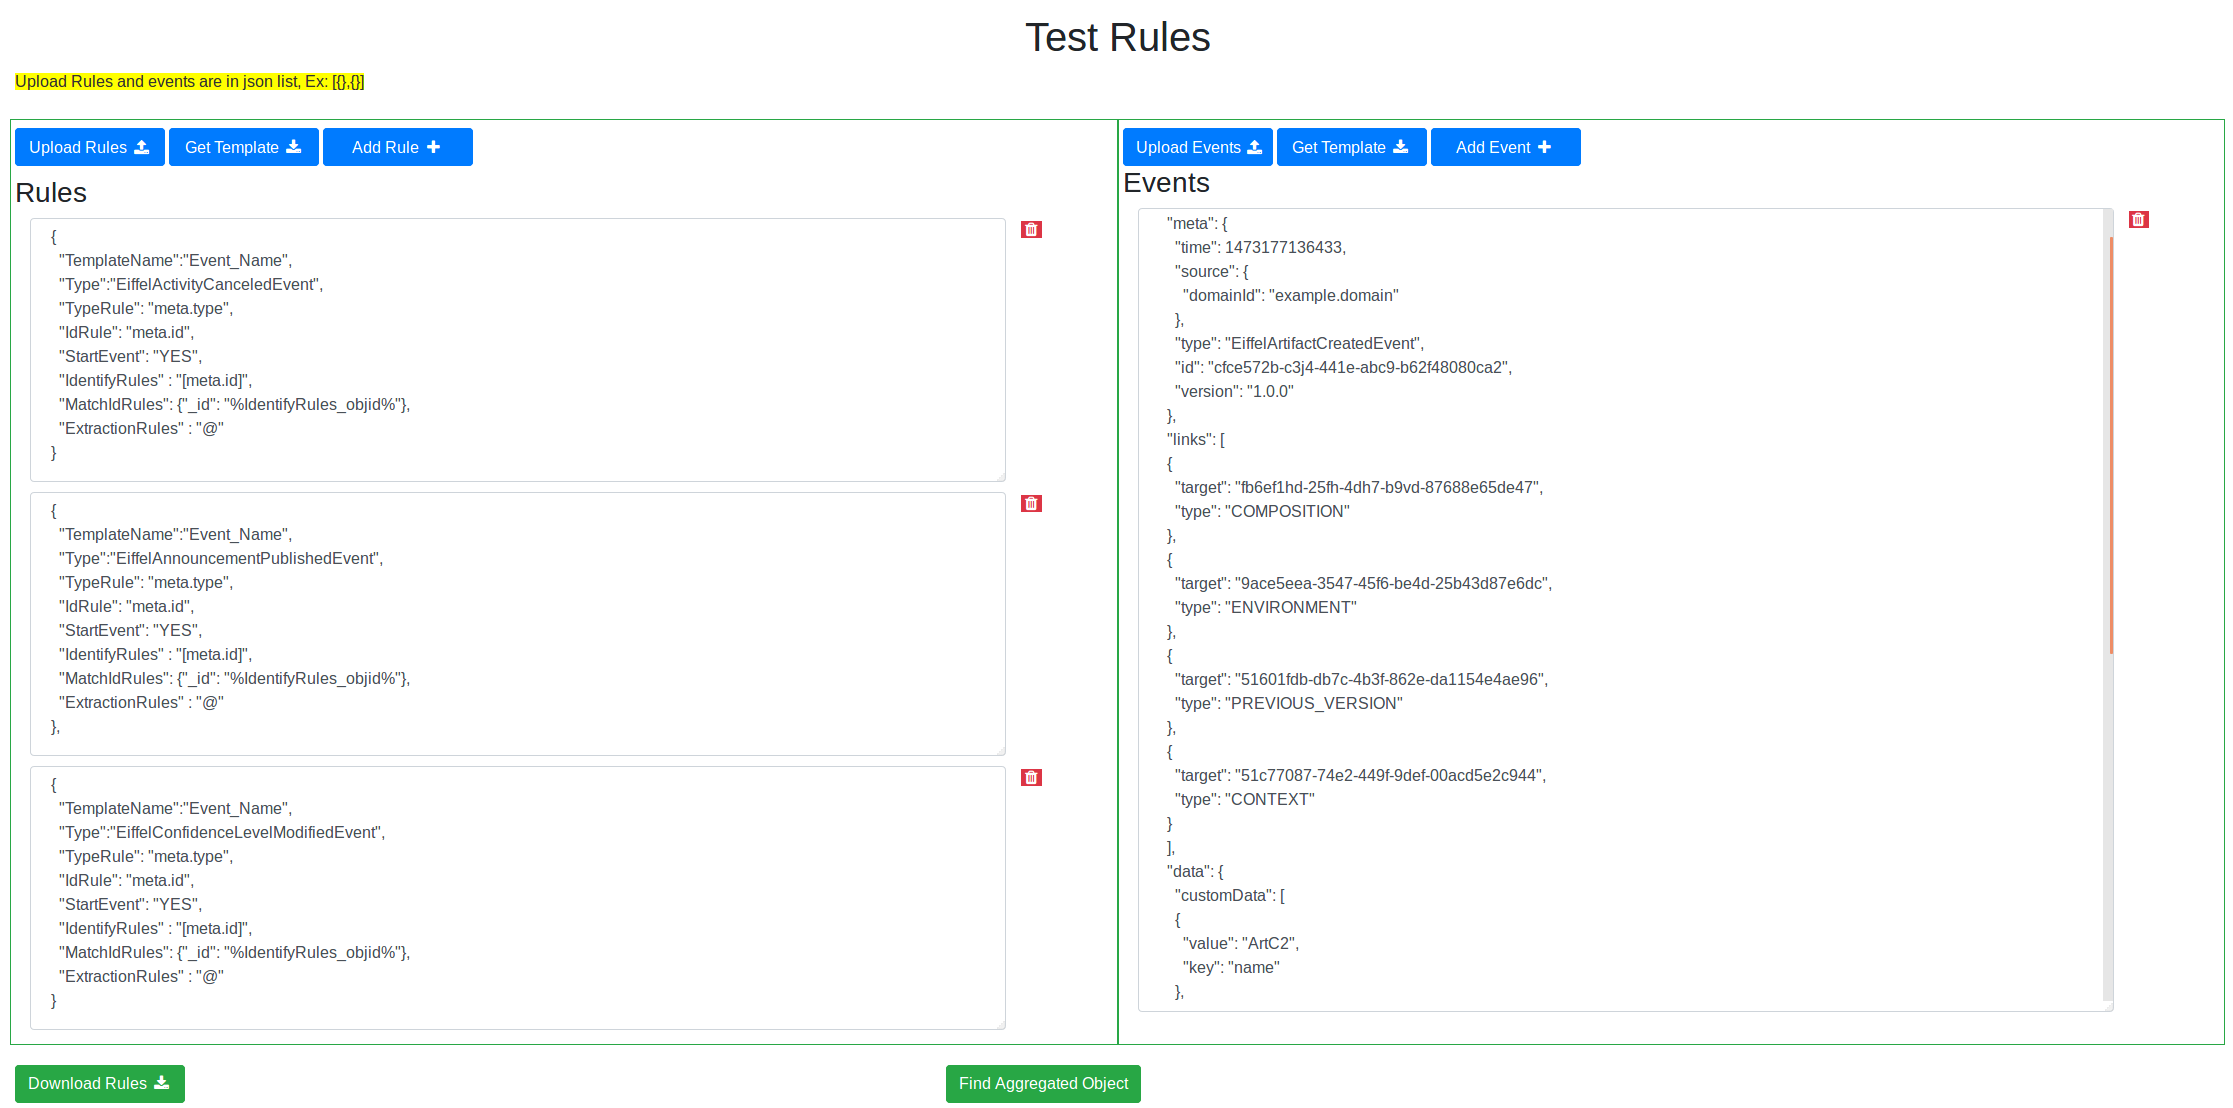 Test Rules
Upload Rules and events are in json list, Ex: [{},{}]
Upload Rules Get Template Add Rule
Rules
{
"TemplateName":"Event_Name",
"Type":"EiffelActivityCanceledEvent",
"TypeRule": "meta.type",
"IdRule": "meta.id",
"StartEvent": "YES",
"IdentifyRules" : "[meta.id]",
"MatchIdRules": {"_id": "%IdentifyRules_objid%"},
"ExtractionRules" : "@"
}
{
"TemplateName":"Event_Name",
"Type":"EiffelAnnouncementPublishedEvent",
"TypeRule": "meta.type",
"IdRule": "meta.id",
"StartEvent": "YES",
"IdentifyRules" : "[meta.id]",
"MatchIdRules": {"_id": "%IdentifyRules_objid%"},
"ExtractionRules" : "@"
},
{
"TemplateName":"Event_Name",
"Type":"EiffelConfidenceLevelModifiedEvent",
"TypeRule": "meta.type",
"IdRule": "meta.id",
"StartEvent": "YES",
"IdentifyRules" : "[meta.id]",
"MatchIdRules": {"_id": "%IdentifyRules_objid%"},
"ExtractionRules" : "@"
}
Upload Events Get Template Add Event
Events
"meta": {
"time": 1473177136433,
"source": {
"domainId": "example.domain"
},
"type": "EiffelArtifactCreatedEvent",
"id": "cfce572b-c3j4-441e-abc9-b62f48080ca2",
"version": "1.0.0"
},
"links": [
{
"target": "fb6ef1hd-25fh-4dh7-b9vd-87688e65de47",
"type": "COMPOSITION"
},
{
"target": "9ace5eea-3547-45f6-be4d-25b43d87e6dc",
"type": "ENVIRONMENT"
},
{
"target": "51601fdb-db7c-4b3f-862e-da1154e4ae96",
"type": "PREVIOUS_VERSION"
},
{
"target": "51c77087-74e2-449f-9def-00acd5e2c944",
"type": "CONTEXT"
}
],
"data": {
"customData": [
{
"value": "ArtC2",
"key": "name"
},
Download Rules
Find Aggregated Object